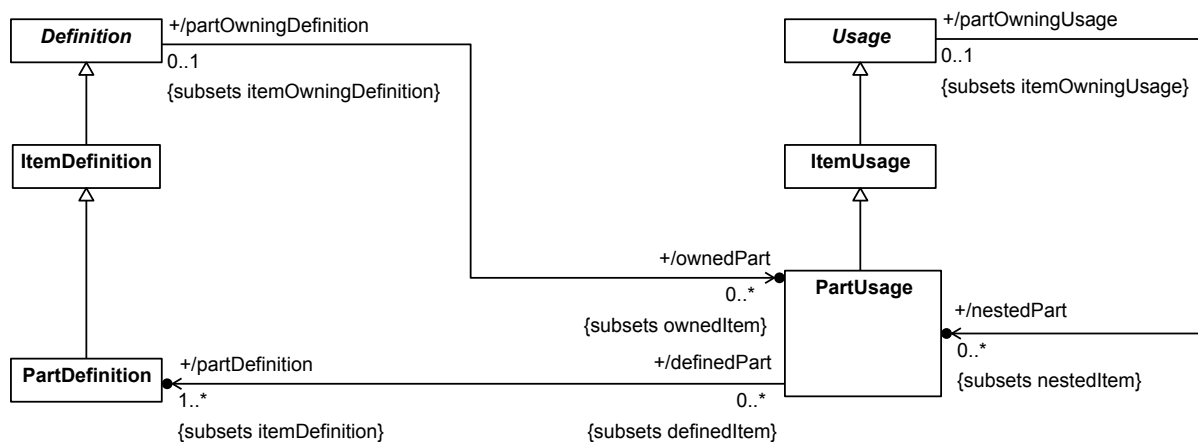 Definition
+/partOwningDefinition
0..1
{subsets itemOwningDefinition}
Usage
+/partOwningUsage
0..1
{subsets itemOwningUsage}
ItemDefinition
ItemUsage
+/ownedPart
0..*
{subsets ownedItem}
PartUsage
+/nestedPart
0..*
{subsets nestedItem}
PartDefinition
+/partDefinition
1..*
{subsets itemDefinition}
+/definedPart
0..*
{subsets definedItem}